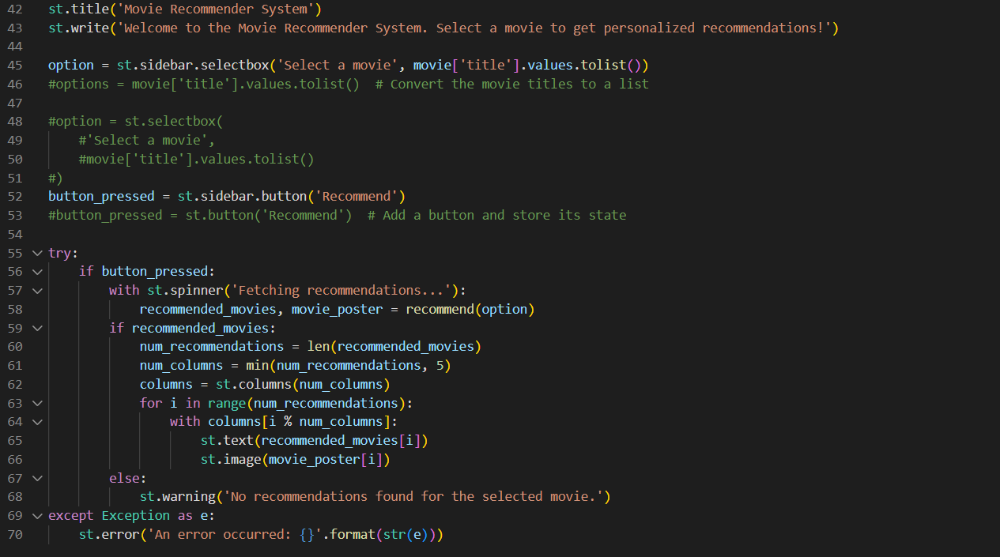 42 st.title('Movie Recommender System')
43 st.write('Welcome to the Movie Recommender System. Select a movie to get personalized recommendations!')
44
45 option = st.sidebar.selectbox('Select a movie', movie['title'].values.tolist())
46 #options = movie['title'].values.tolist()  # Convert the movie titles to a list
47
48 #option = st.selectbox(
49     #'Select a movie',
50     #movie['title'].values.tolist()
51 #)
52 button_pressed = st.sidebar.button('Recommend')
53 #button_pressed = st.button('Recommend')  # Add a button and store its state
54
55 try:
56     if button_pressed:
57         with st.spinner('Fetching recommendations...'):
58             recommended_movies, movie_poster = recommend(option)
59         if recommended_movies:
60             num_recommendations = len(recommended_movies)
61             num_columns = min(num_recommendations, 5)
62             columns = st.columns(num_columns)
63             for i in range(num_recommendations):
64                 with columns[i % num_columns]:
65                     st.text(recommended_movies[i])
66                     st.image(movie_poster[i])
67         else:
68             st.warning('No recommendations found for the selected movie.')
69 except Exception as e:
70     st.error('An error occurred: {}'.format(str(e)))